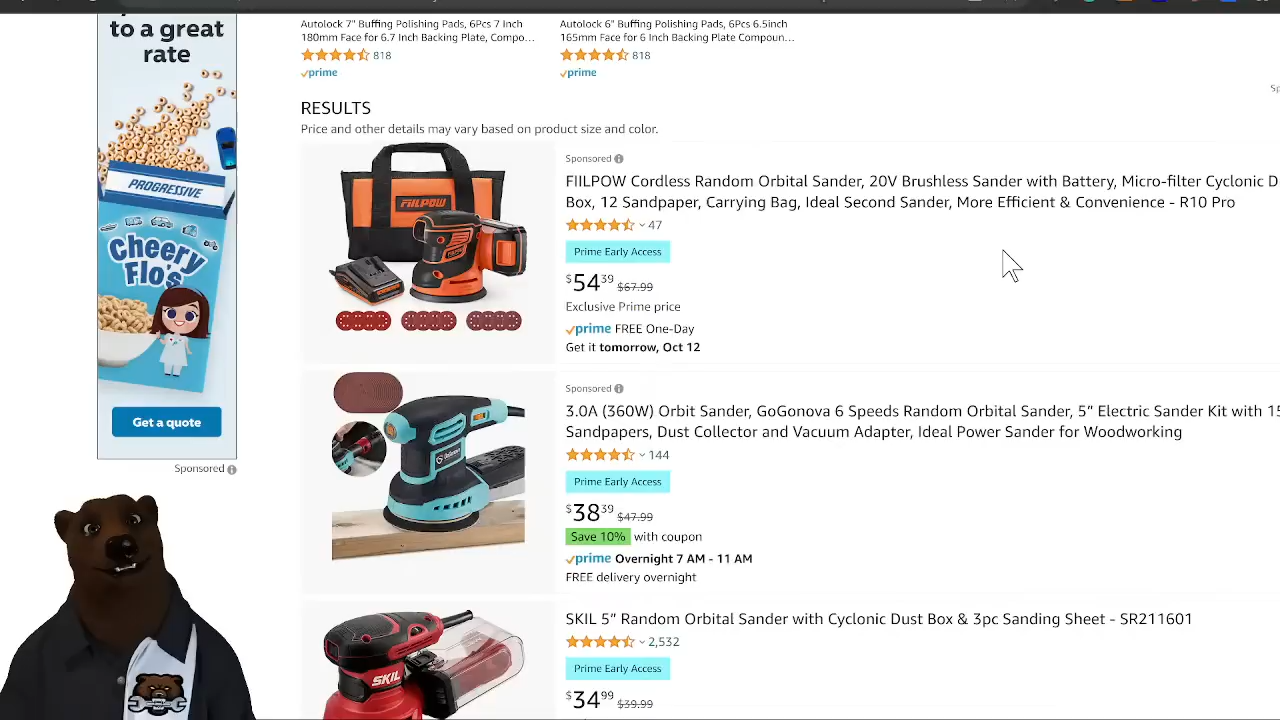 to a great
rate
PROGRESSIVE
Cheery
Flo's
Get a quote
Sponsored
Autolock 7" Buffing Polishing Pads, 6Pcs 7 Inch
180mm Face for 6.7 Inch Backing Plate, Compo...
818
prime
Autolock 6" Buffing Polishing Pads, 6Pcs 6.5inch
165mm Face for 6 Inch Backing Plate Compoun...
818
prime
Sp
RESULTS
Price and other details may vary based on product size and color.
FIILPOW
Sponsored
FIILPOW Cordless Random Orbital Sander, 20V Brushless Sander with Battery, Micro-filter Cyclonic D
Box, 12 Sandpaper, Carrying Bag, Ideal Second Sander, More Efficient & Convenience - R10 Pro
47
Prime Early Access
$54 39 $67.99
Exclusive Prime price
prime FREE One-Day
Get it tomorrow, Oct 12
Sponsored
3.0A (360W) Orbit Sander, GoGonova 6 Speeds Random Orbital Sander, 5” Electric Sander Kit with 15
Sandpapers, Dust Collector and Vacuum Adapter, Ideal Power Sander for Woodworking
144
Prime Early Access
$38 39 $47.99
Save 10% with coupon
prime Overnight 7 AM - 11 AM
FREE delivery overnight
SKIL
SKIL 5” Random Orbital Sander with Cyclonic Dust Box & 3pc Sanding Sheet - SR211601
2,532
Prime Early Access
$34 99 $39.99